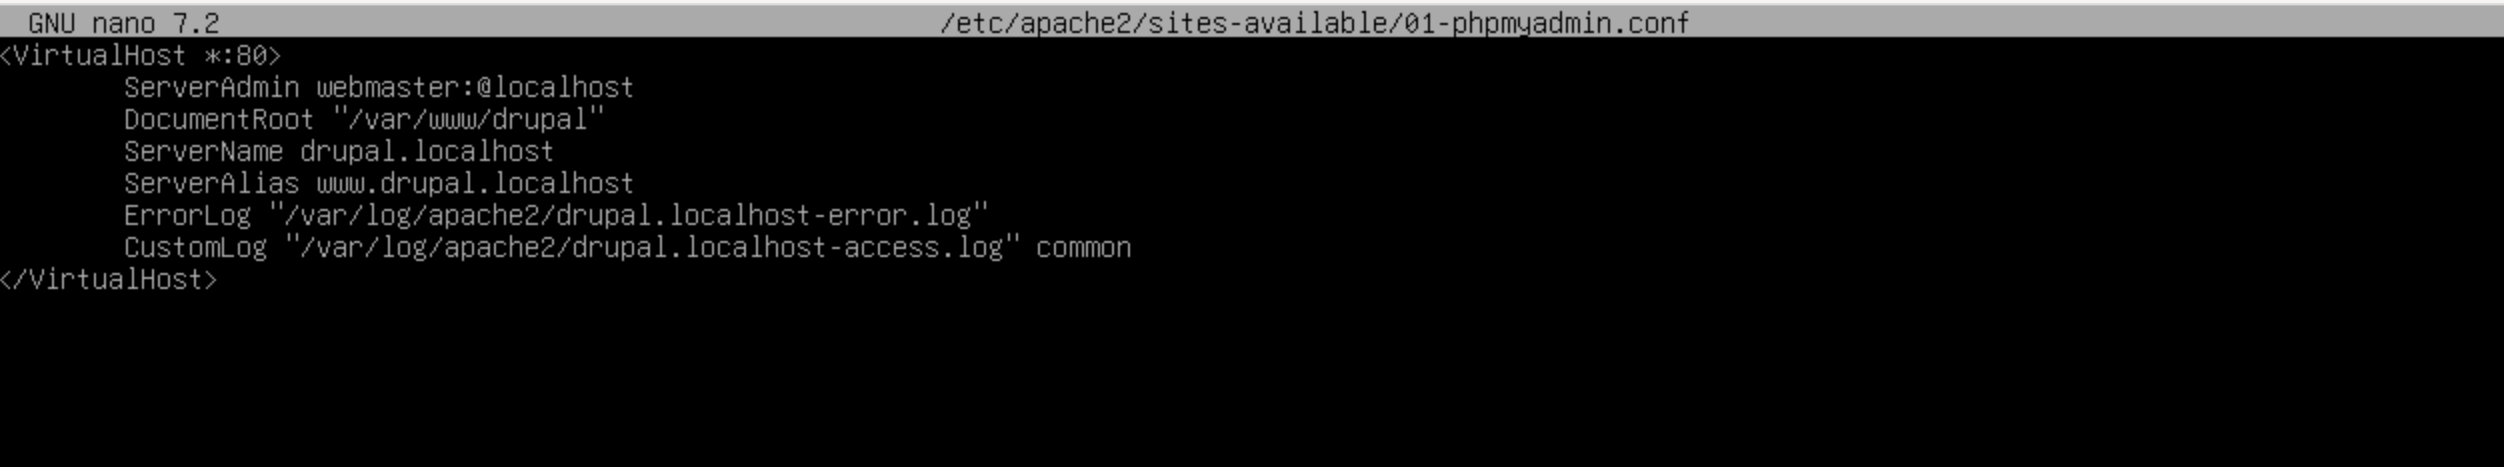 GNU nano 7.2 /etc/apache2/sites-available/01-phpmyadmin.conf
<VirtualHost *:80>
ServerAdmin webmaster:@localhost
DocumentRoot "/var/www/drupal"
ServerName drupal.localhost
ServerAlias www.drupal.localhost
ErrorLog "/var/log/apache2/drupal.localhost-error.log"
CustomLog "/var/log/apache2/drupal.localhost-access.log" common
</VirtualHost>